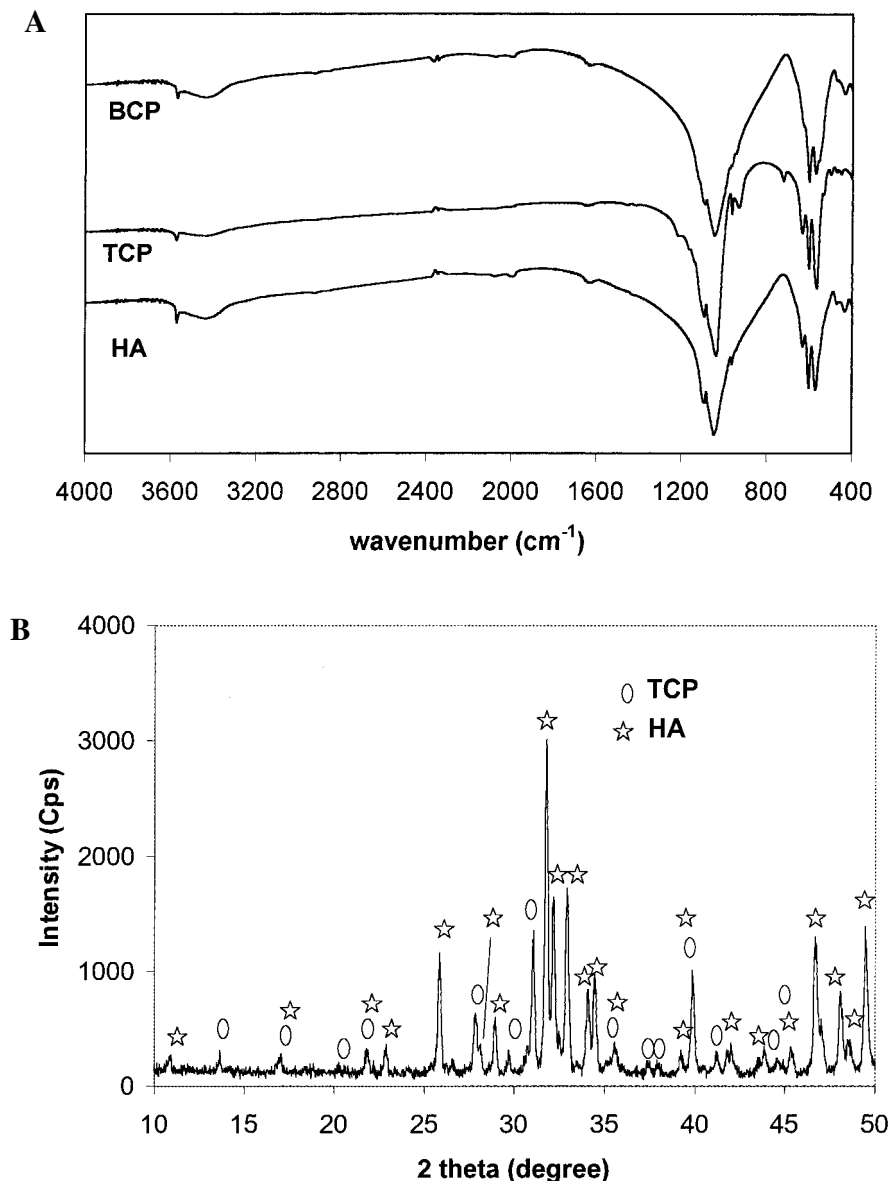 A
BCP
TCP
HA
4000 3600 3200 2800 2400 2000 1600 1200 800 400
wavenumber (cm-1)
B
4000
TCP
HA
3000
2000
1000
0
Intensity (Cps)
10 15 20 25 30 35 40 45 50
2 theta (degree)